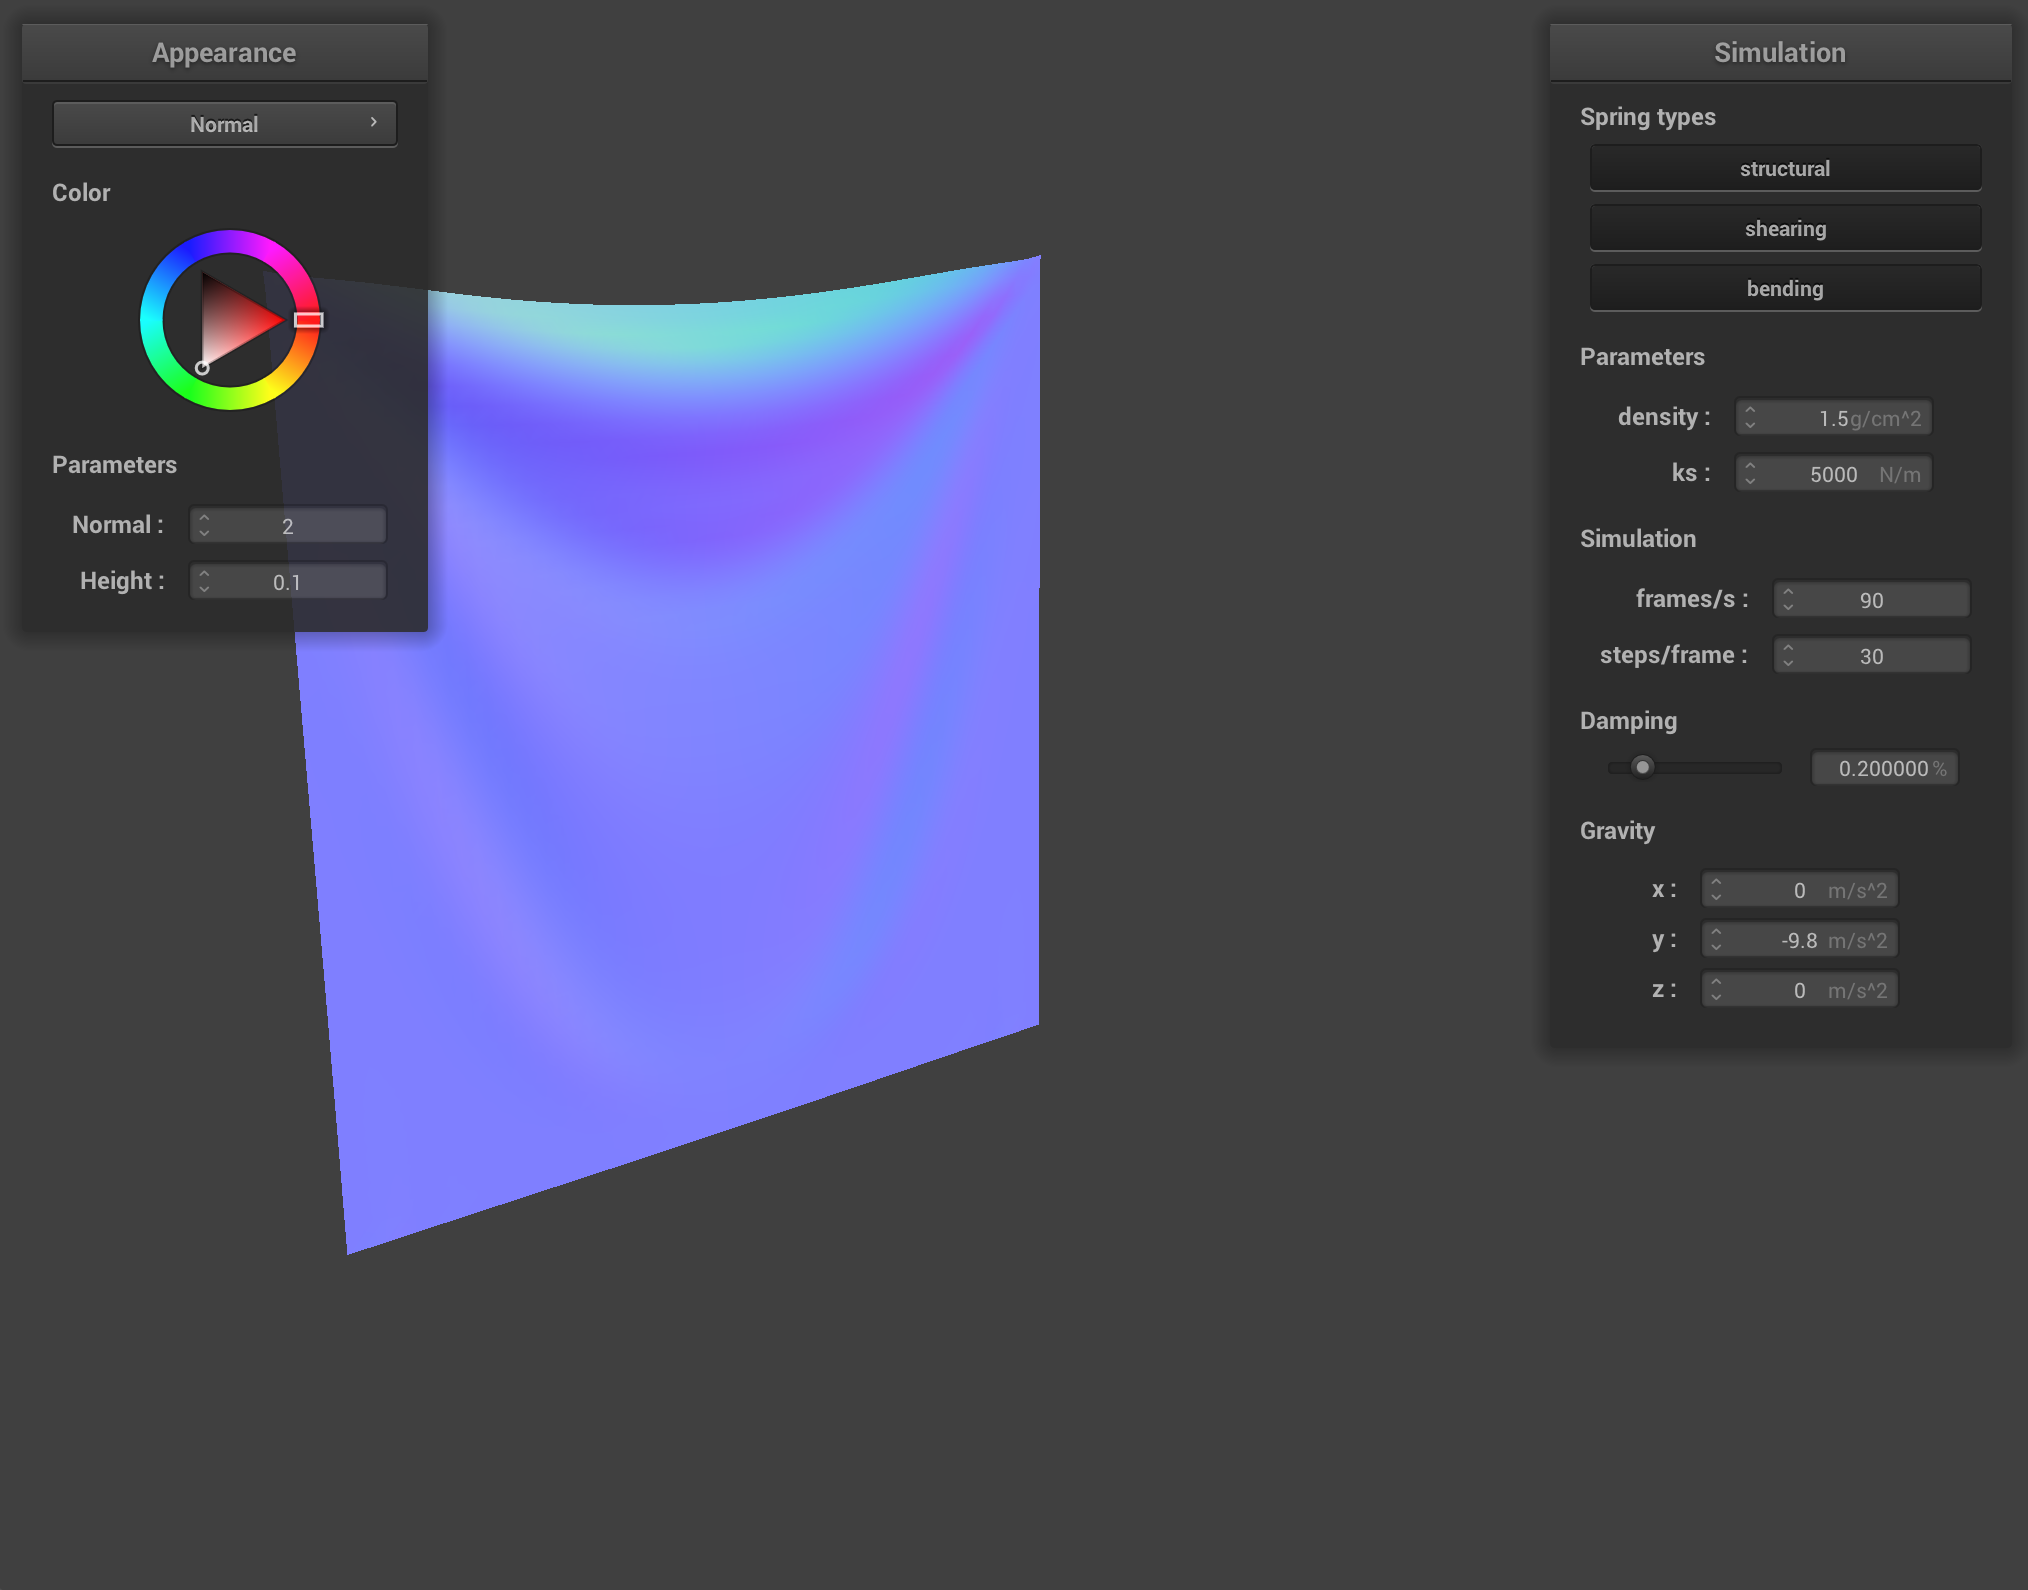 Appearance
Normal
Color
Parameters
Normal : 2
Height : 0.1
Simulation
Spring types
structural
shearing
bending
Parameters
density : 1.5 g/cm^2
ks : 5000 N/m
Simulation
frames/s : 90
steps/frame : 30
Damping
0.200000 %
Gravity
x : 0 m/s^2
y : -9.8 m/s^2
z : 0 m/s^2